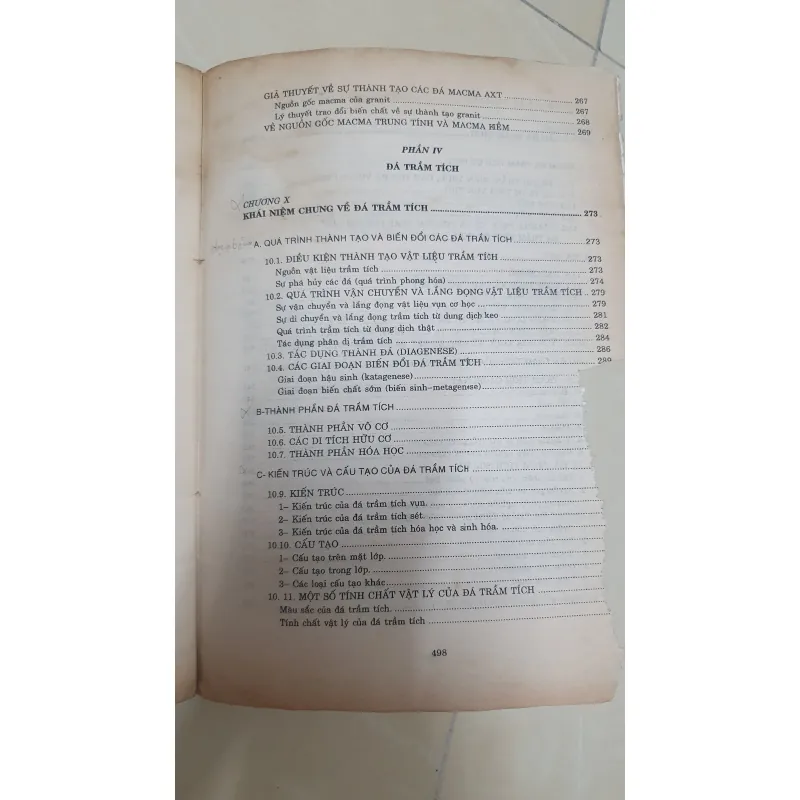 GIẢ THUYẾT VỀ SỰ THÀNH TẠO CÁC ĐÁ MACMA AXT ........ 267
Nguồn gốc macma của granit ........ 267
Lý thuyết trao đổi biến chất về sự thành tạo granit ........ 268
VỀ NGUỒN GỐC MACMA TRUNG TÍNH VÀ MACMA KIỀM ........ 269
PHẦN IV
ĐÁ TRẦM TÍCH
CHƯƠNG X
KHÁI NIỆM CHUNG VỀ ĐÁ TRẦM TÍCH ........ 273
A. QUÁ TRÌNH THÀNH TẠO VÀ BIẾN ĐỔI CÁC ĐÁ TRẦM TÍCH ........ 273
10.1. ĐIỀU KIỆN THÀNH TẠO VẬT LIỆU TRẦM TÍCH ........ 273
Nguồn vật liệu trầm tích ........ 273
Sự phá hủy các đá (quá trình phong hóa) ........ 274
10.2. QUÁ TRÌNH VẬN CHUYỂN VÀ LẮNG ĐỌNG VẬT LIỆU TRẦM TÍCH .. 279
Sự vận chuyển và lắng đọng vật liệu vụn cơ học ........ 279
Sự di chuyển và lắng đọng trầm tích từ dung dịch keo ........ 281
Quá trình trầm tích từ dung dịch thật ........ 282
Tác dụng phân dị trầm tích ........ 284
10.3. TÁC DỤNG THÀNH ĐÁ (DIAGENESE) ........ 286
10.4. CÁC GIAI ĐOẠN BIẾN ĐỔI ĐÁ TRẦM TÍCH ........ 289
Giai đoạn hậu sinh (katagenese) ........
Giai đoạn biến chất sớm (biến sinh-metagenese) ........
B-THÀNH PHẦN ĐÁ TRẦM TÍCH ........
10.5. THÀNH PHẦN VÔ CƠ ........
10.6. CÁC DI TÍCH HỮU CƠ ........
10.7. THÀNH PHẦN HÓA HỌC ........
C- KIẾN TRÚC VÀ CẤU TẠO CỦA ĐÁ TRẦM TÍCH ........
10.9. KIẾN TRÚC ........
1- Kiến trúc của đá trầm tích vụn. ........
2- Kiến trúc của đá trầm tích sét. ........
3- Kiến trúc của đá trầm tích hóa học và sinh hóa. ........
10.10. CẤU TẠO ........
1- Cấu tạo trên mặt lớp. ........
2- Cấu tạo trong lớp. ........
3- Các loại cấu tạo khác ........
10. 11. MỘT SỐ TÍNH CHẤT VẬT LÝ CỦA ĐÁ TRẦM TÍCH ........
Màu sắc của đá trầm tích. ........
Tính chất vật lý của đá trầm tích ........
498